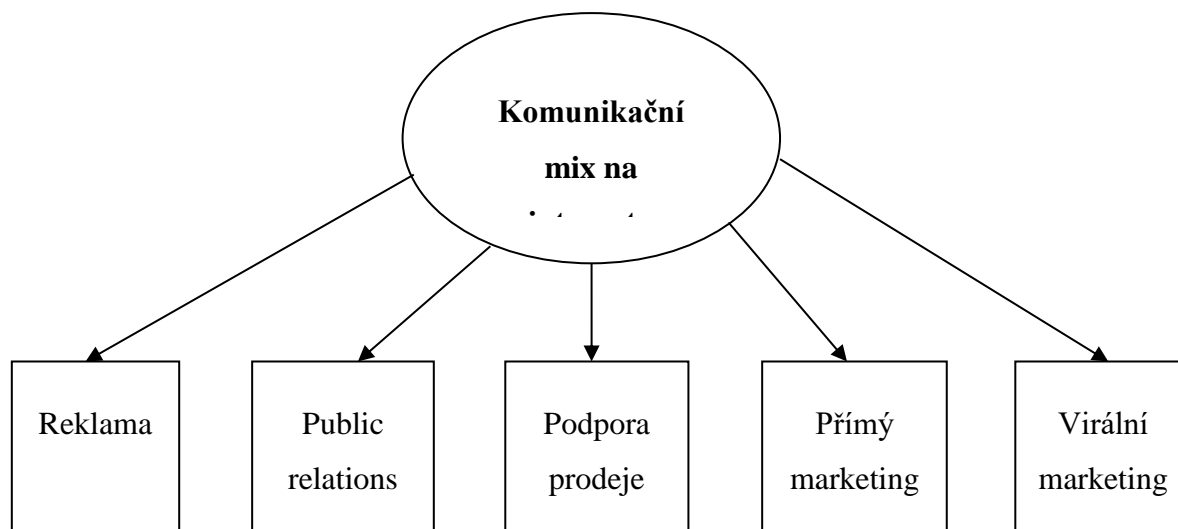 Komunikační
mix na
Reklama
Public
relations
Podpora
prodeje
Přímý
marketing
Virální
marketing